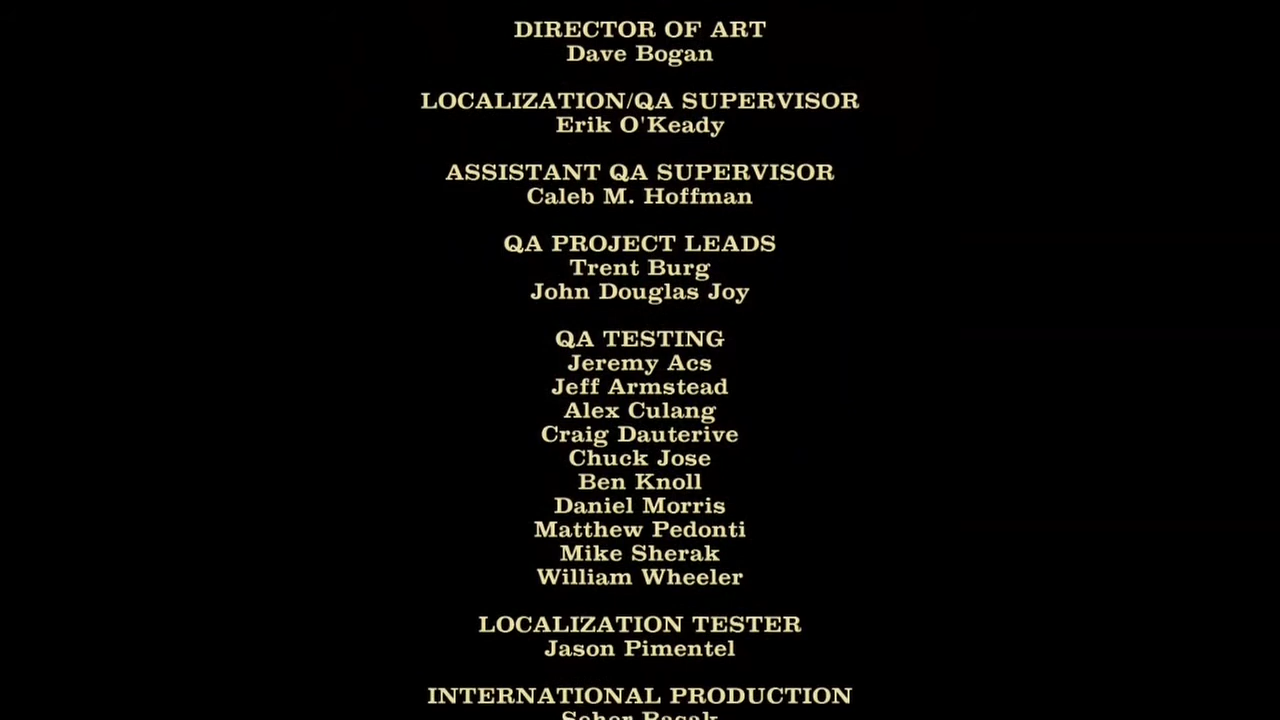 DIRECTOR OF ART
Dave Bogan
LOCALIZATION/QA SUPERVISOR
Erik O'Keady
ASSISTANT QA SUPERVISOR
Caleb M. Hoffman
QA PROJECT LEADS
Trent Burg
John Douglas Joy
QA TESTING
Jeremy Acs
Jeff Armstead
Alex Culang
Craig Dauterive
Chuck Jose
Ben Knoll
Daniel Morris
Matthew Pedonti
Mike Sherak
William Wheeler
LOCALIZATION TESTER
Jason Pimentel
INTERNATIONAL PRODUCTION